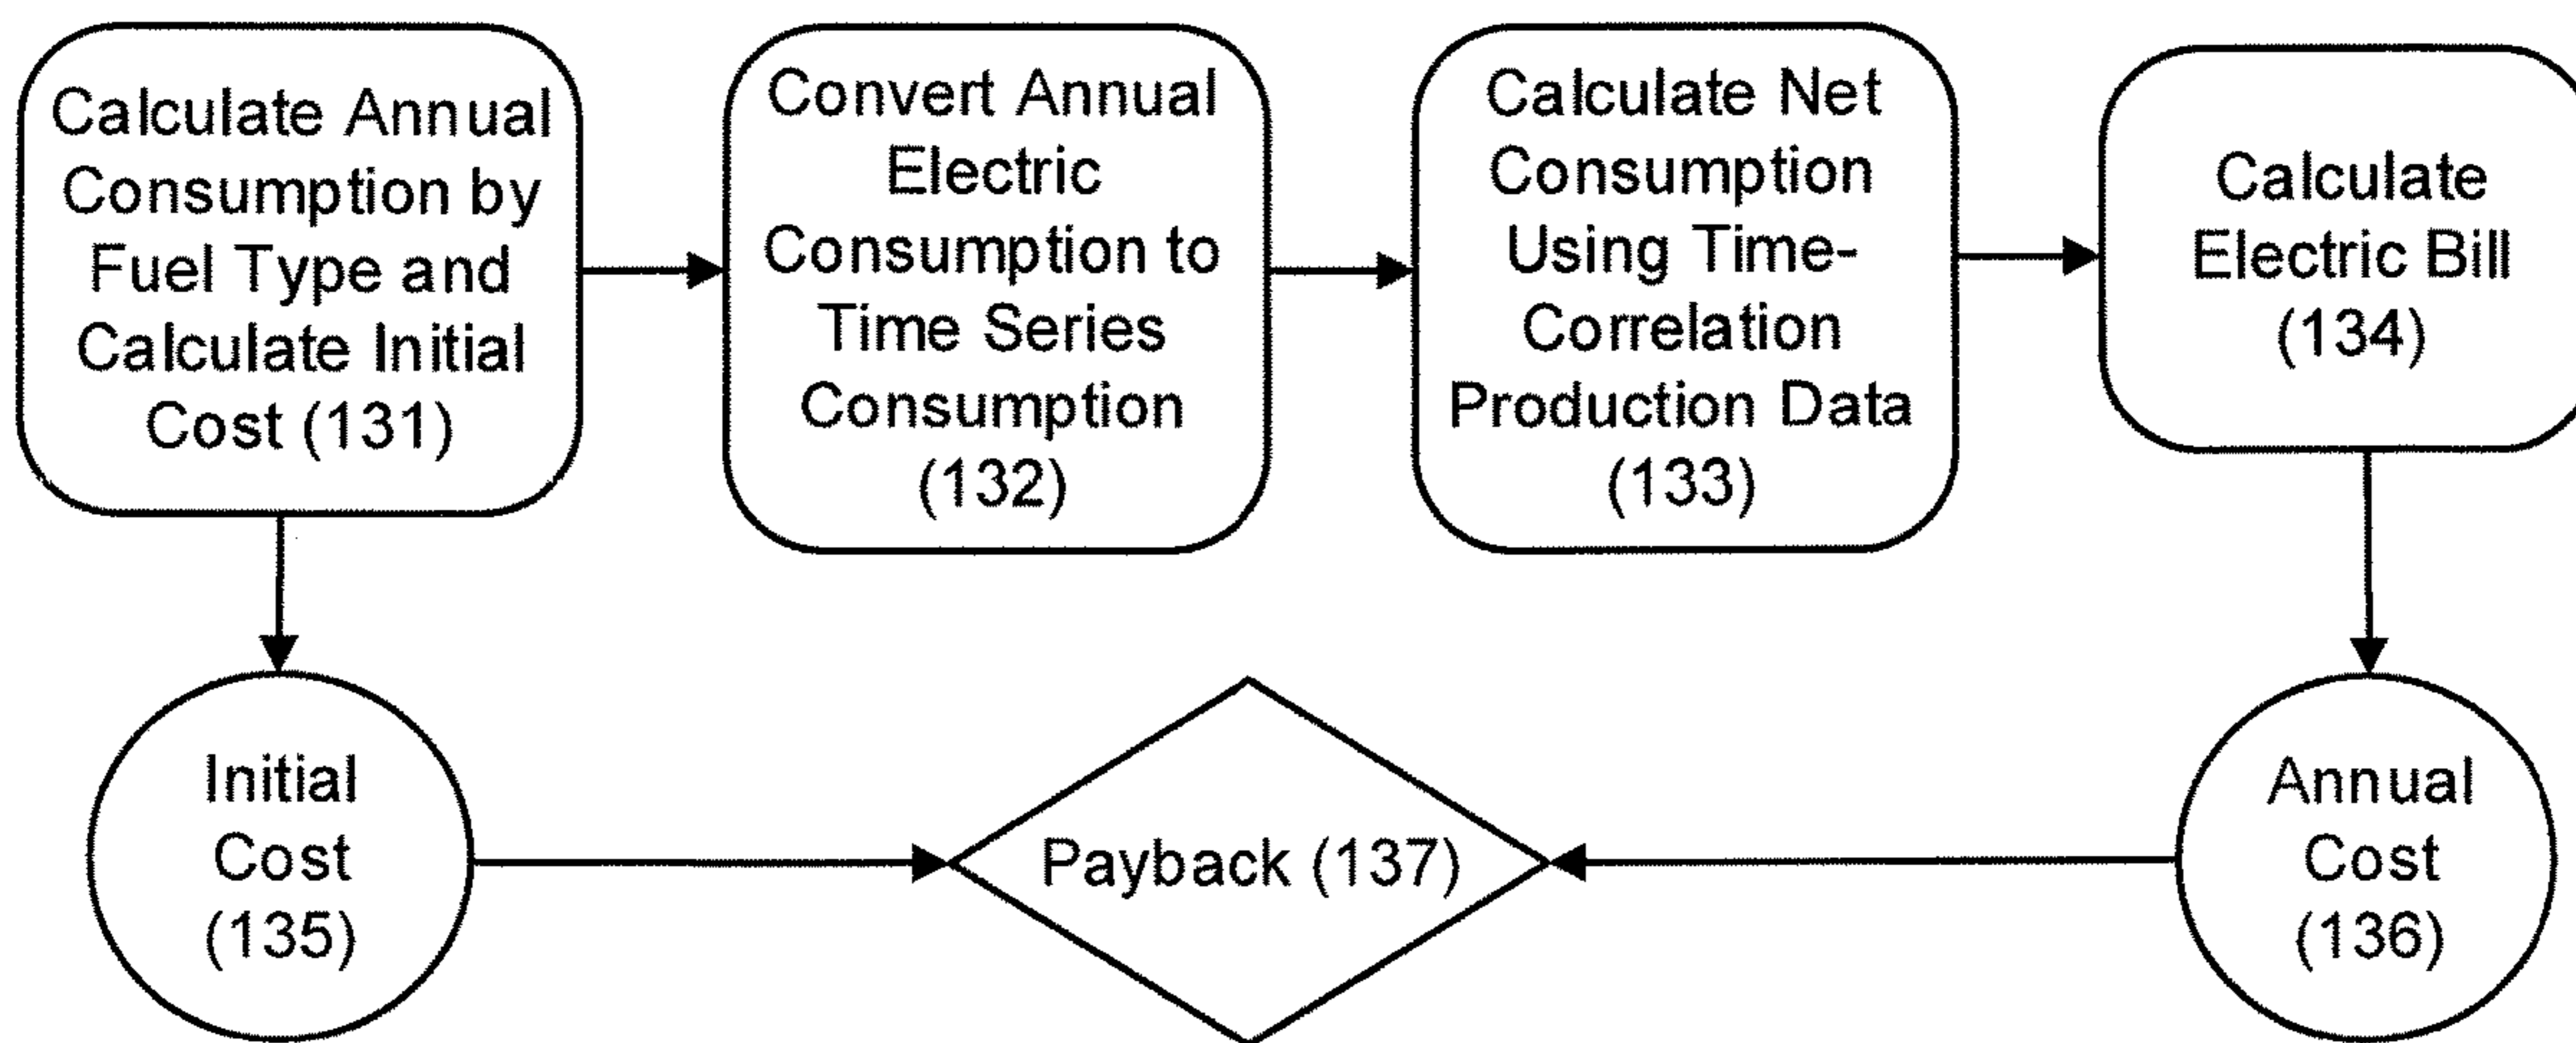 Calculate Annual
Consumption by
Fuel Type and
Calculate Initial
Cost (131)
Convert Annual
Electric
Consumption to
Time Series
Consumption
(132)
Calculate Net
Consumption
Using Time-
Correlation
Production Data
(133)
Calculate
Electric Bill
(134)
Initial
Cost
(135)
Payback (137)
Annual
Cost
(136)